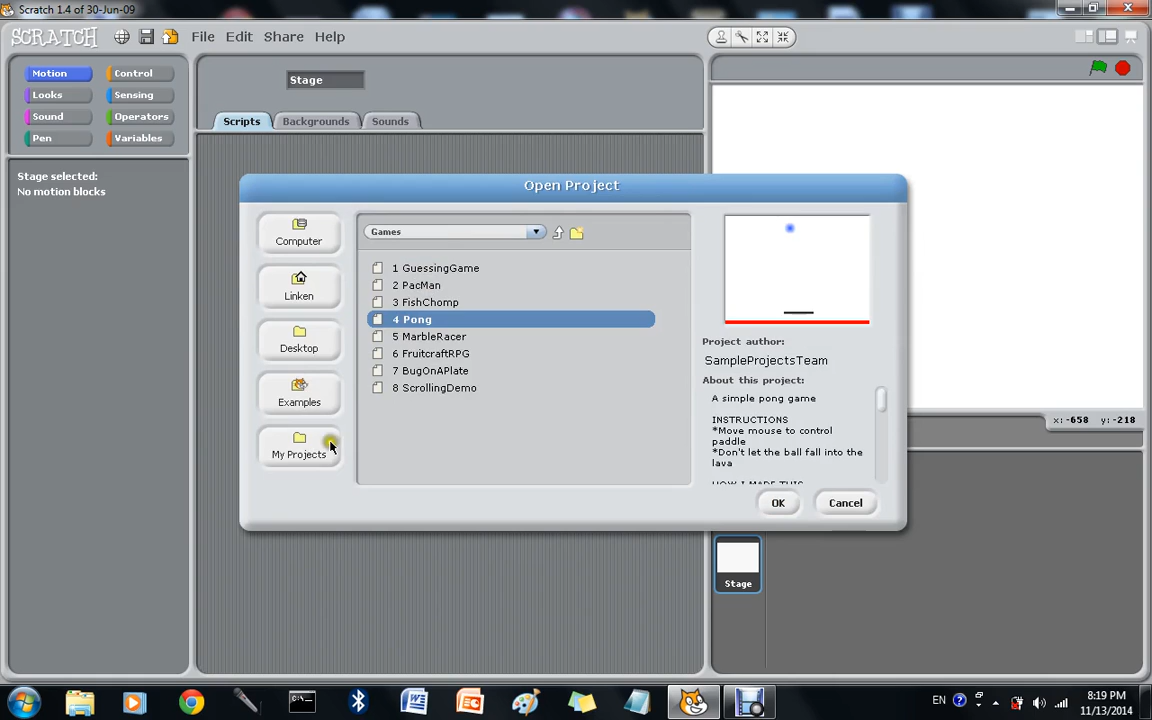 Scratch 1.4 of 30-Jun-09
SCRATCH File Edit Share Help
Motion Control
Looks Sensing
Sound Operators
Pen Variables
Stage selected:
No motion blocks
Stage
Scripts Backgrounds Sounds
Open Project
Computer
Linken
Desktop
Examples
My Projects
Games
1 GuessingGame
2 PacMan
3 FishChomp
4 Pong
5 MarbleRacer
6 FruitcraftRPG
7 BugOnAPlate
8 ScrollingDemo
Project author:
SampleProjectsTeam
About this project:
A simple pong game
INSTRUCTIONS
*Move mouse to control
paddle
*Don't let the ball fall into the
lava
HOW I MADE THIS
OK Cancel
x: -658 y: -218
Stage
EN
8:19 PM
11/13/2014